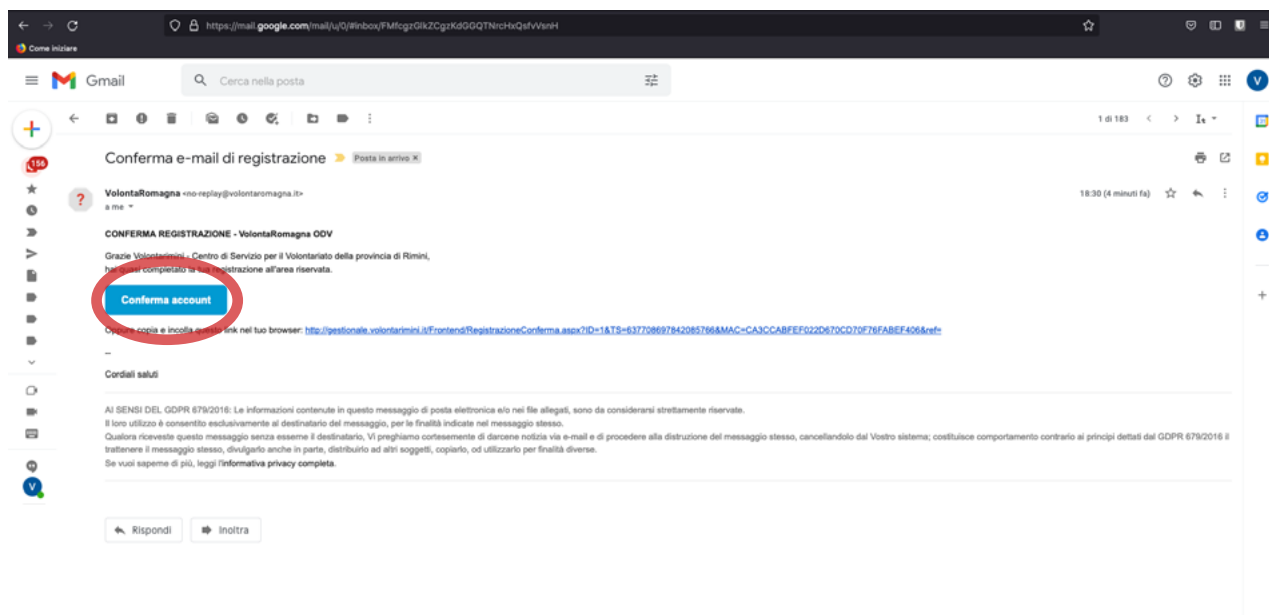 https://mail.google.com/mail/u/0/#inbox/FMfcgzGlkZCgzKdGGQTNrcHxQsfvVsnH
Come iniziare
Gmail
Cerca nella posta
V
1 di 183
Conferma e-mail di registrazione
Posta in arrivo ×
156
?
VolontaRomagna <no-replay@volontaromagna.it>
18:30 (4 minuti fa)
a me
CONFERMA REGISTRAZIONE - VolontaRomagna ODV
Grazie Volontarimini - Centro di Servizio per il Volontariato della provincia di Rimini,
hai quasi completato la tua registrazione all'area riservata.
Conferma account
Oppure copia e incolla questo link nel tuo browser: http://gestionale.volontarimini.it/Frontend/RegistrazioneConferma.aspx?ID=1&TS=637708697842085766&MAC=CA3CCABFEF022D670CD70F76FABEF406&ref=
--
Cordiali saluti
AI SENSI DEL GDPR 679/2016: Le informazioni contenute in questo messaggio di posta elettronica e/o nei file allegati, sono da considerarsi strettamente riservate.
Il loro utilizzo è consentito esclusivamente al destinatario del messaggio, per le finalità indicate nel messaggio stesso.
Qualora riceveste questo messaggio senza esserne il destinatario, Vi preghiamo cortesemente di darcene notizia via e-mail e di procedere alla distruzione del messaggio stesso, cancellandolo dal Vostro sistema; costituisce comportamento contrario ai principi dettati dal GDPR 679/2016 il
trattenere il messaggio stesso, divulgarlo anche in parte, distribuirlo ad altri soggetti, copiarlo, od utilizzarlo per finalità diverse.
Se vuoi saperne di più, leggi l'informativa privacy completa.
V
Rispondi
Inoltra